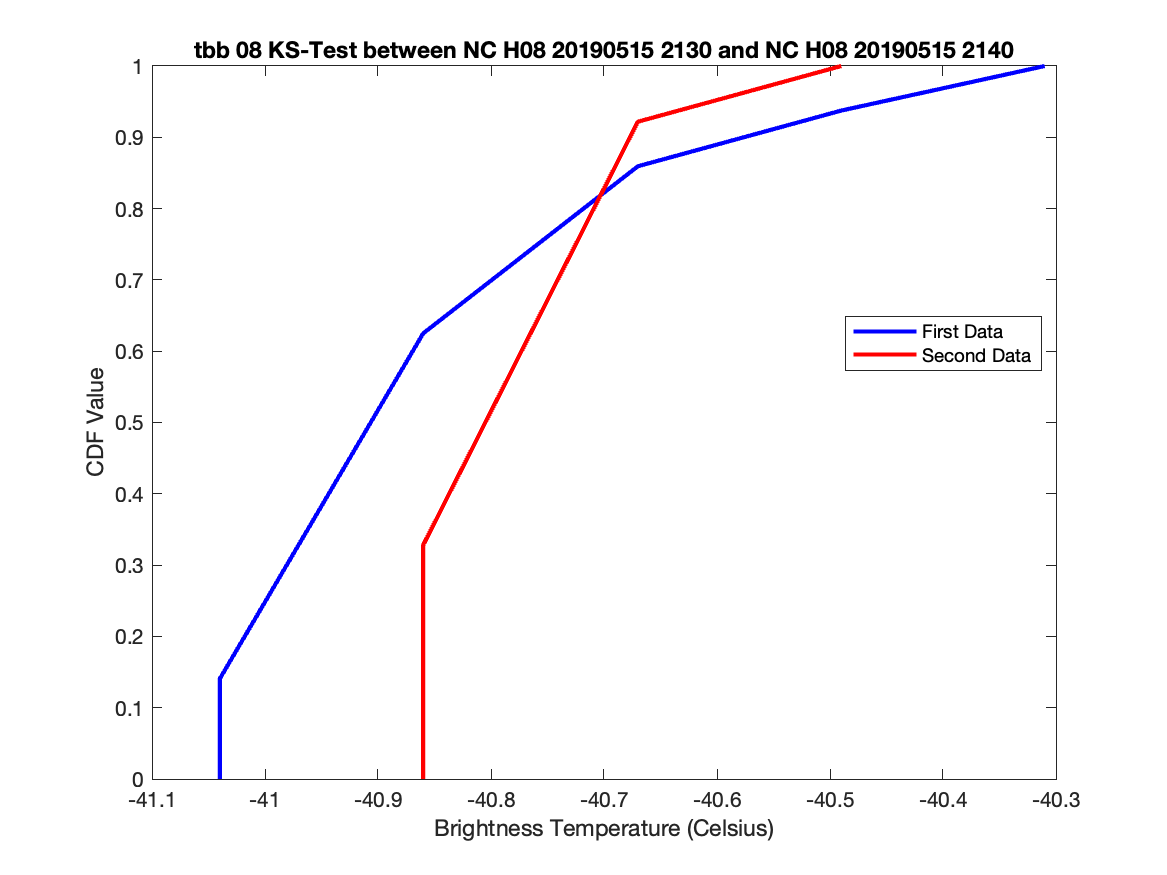 tbb 08 KS-Test between NC H08 20190515 2130 and NC H08 20190515 2140
1
0.9
0.8
0.7
0.6
0.5
0.4
0.3
0.2
0.1
0
CDF Value
First Data
Second Data
-41.1 -41 -40.9 -40.8 -40.7 -40.6 -40.5 -40.4 -40.3
Brightness Temperature (Celsius)